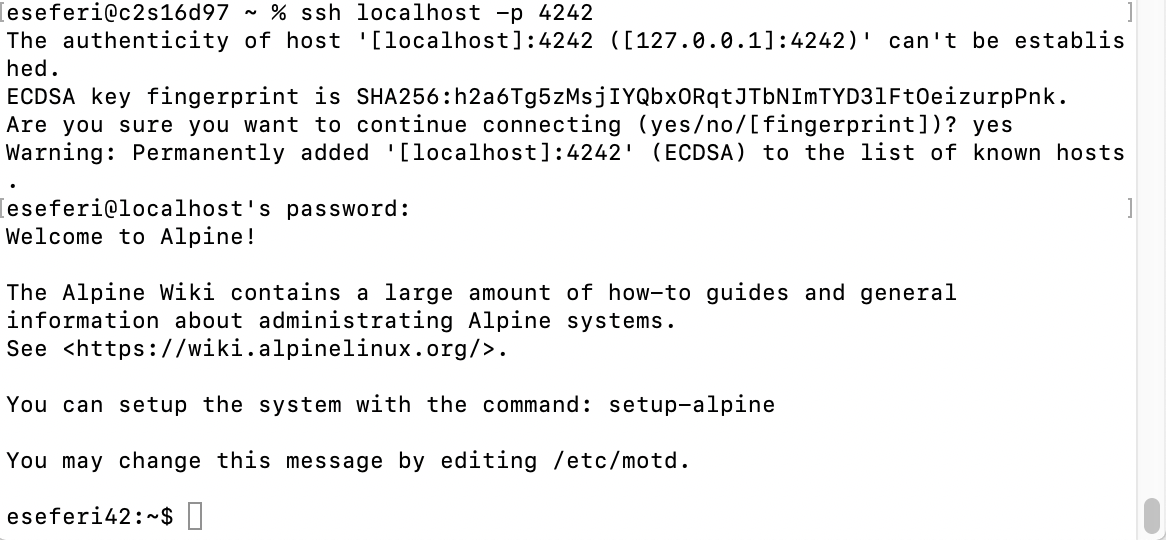 [eseferi@c2s16d97 ~ % ssh localhost -p 4242 ]
The authenticity of host '[localhost]:4242 ([127.0.0.1]:4242)' can't be establis
hed.
ECDSA key fingerprint is SHA256:h2a6Tg5zMsjIYQbxORqtJTbNImTYD3lFtOeizurpPnk.
Are you sure you want to continue connecting (yes/no/[fingerprint])? yes
Warning: Permanently added '[localhost]:4242' (ECDSA) to the list of known hosts
.
[eseferi@localhost's password: ]
Welcome to Alpine!

The Alpine Wiki contains a large amount of how-to guides and general
information about administrating Alpine systems.
See <https://wiki.alpinelinux.org/>.

You can setup the system with the command: setup-alpine

You may change this message by editing /etc/motd.

eseferi42:~$